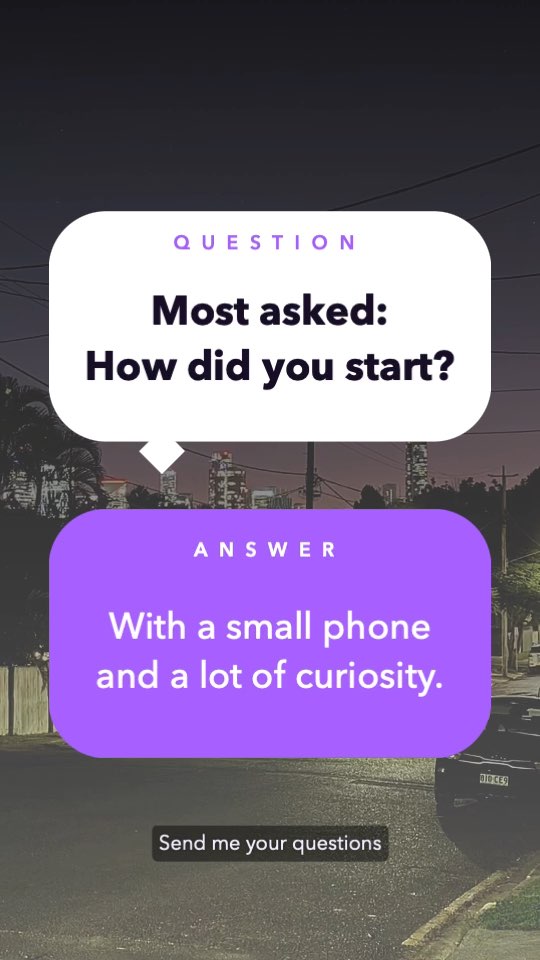 QUESTION
Most asked:
How did you start?
ANSWER
With a small phone
and a lot of curiosity.
Send me your questions